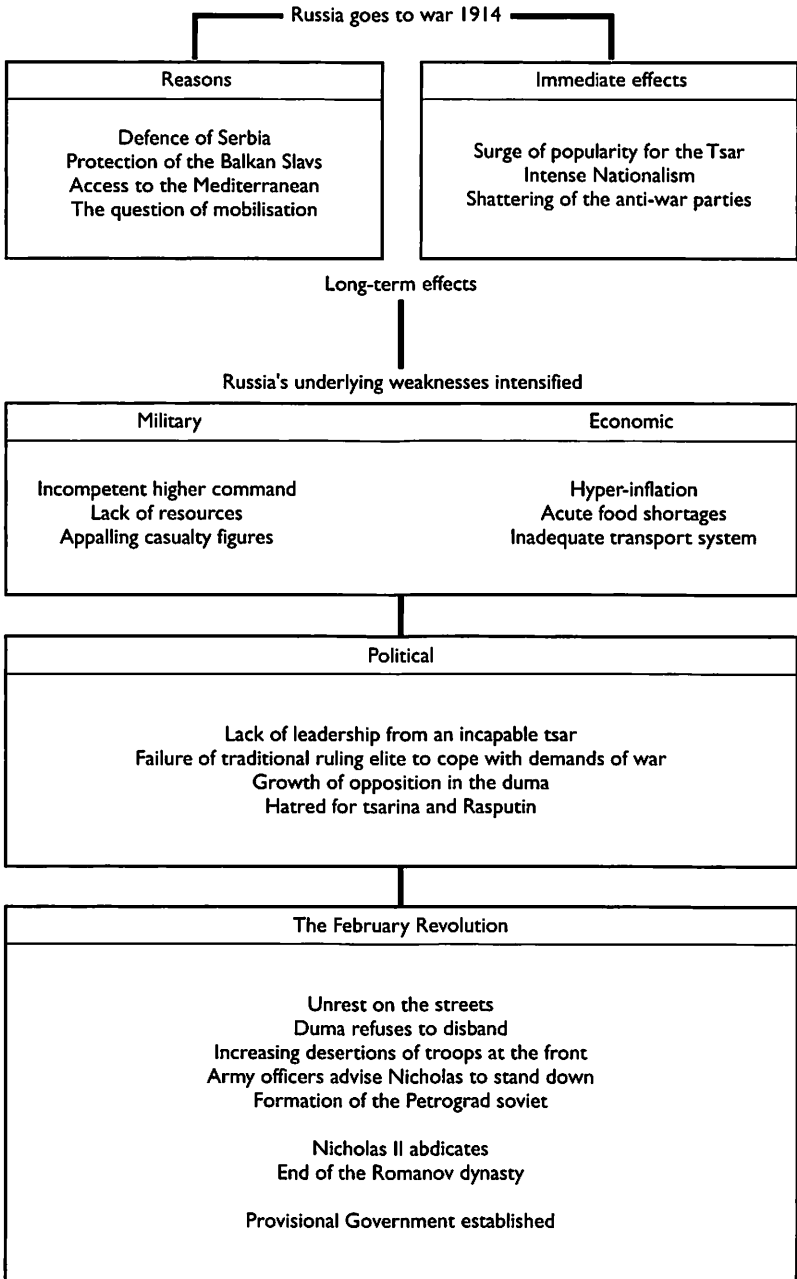 Russia goes to war 1914
Reasons
Defence of Serbia
Protection of the Balkan Slavs
Access to the Mediterranean
The question of mobilisation
Immediate effects
Surge of popularity for the Tsar
Intense Nationalism
Shattering of the anti-war parties
Long-term effects
Russia's underlying weaknesses intensified
Military
Incompetent higher command
Lack of resources
Appalling casualty figures
Economic
Hyper-inflation
Acute food shortages
Inadequate transport system
Political
Lack of leadership from an incapable tsar
Failure of traditional ruling elite to cope with demands of war
Growth of opposition in the duma
Hatred for tsarina and Rasputin
The February Revolution
Unrest on the streets
Duma refuses to disband
Increasing desertions of troops at the front
Army officers advise Nicholas to stand down
Formation of the Petrograd soviet
Nicholas II abdicates
End of the Romanov dynasty
Provisional Government established